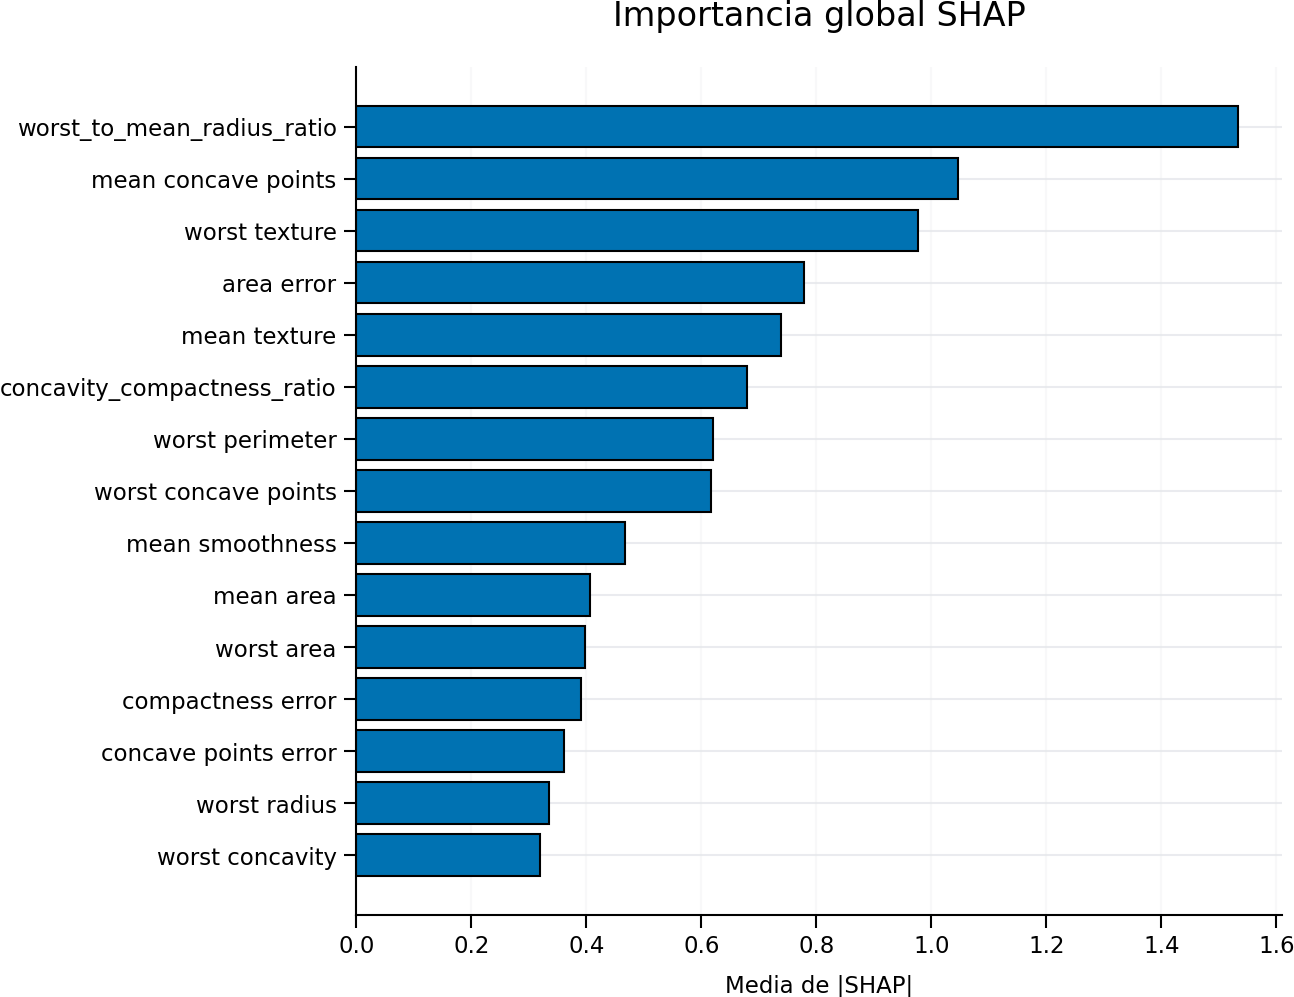 Importancia global SHAP
worst_to_mean_radius_ratio
mean concave points
worst texture
area error
mean texture
concavity_compactness_ratio
worst perimeter
worst concave points
mean smoothness
mean area
worst area
compactness error
concave points error
worst radius
worst concavity
0.0 0.2 0.4 0.6 0.8 1.0 1.2 1.4 1.6
Media de |SHAP|